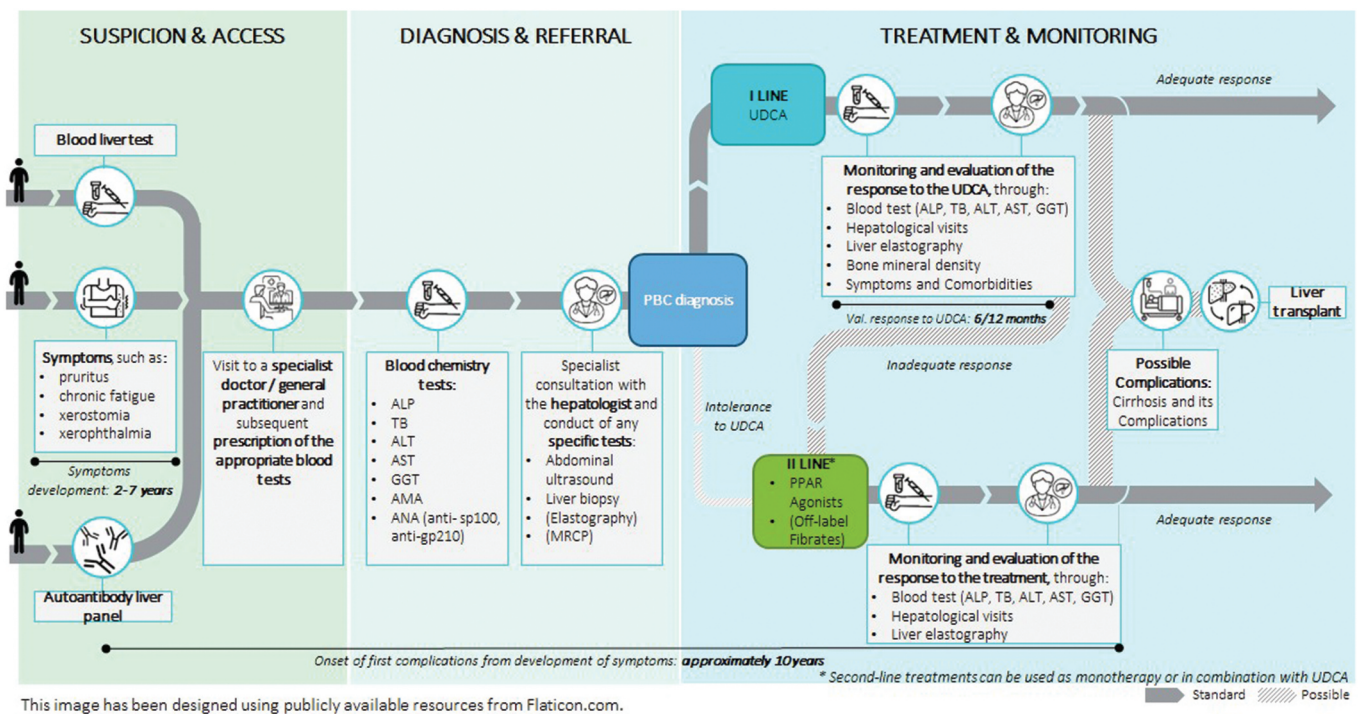 SUSPICION & ACCESS
DIAGNOSIS & REFERRAL
TREATMENT & MONITORING
Blood liver test
Symptoms, such as:
• pruritus
• chronic fatigue
• xerostomia
• xerophthalmia
Symptoms
development: 2-7 years
Autoantibody liver
panel
Visit to a specialist
doctor / general
practitioner and
subsequent
prescription of the
appropriate blood
tests
Blood chemistry
tests:
• ALP
• TB
• ALT
• AST
• GGT
• AMA
• ANA (anti- sp100,
anti-gp210)
Specialist
consultation with
the hepatologist and
conduct of any
specific tests:
• Abdominal
ultrasound
• Liver biopsy
• (Elastography)
• (MRCP)
PBC diagnosis
I LINE
UDCA
Adequate response
Monitoring and evaluation of the
response to the UDCA, through:
• Blood test (ALP, TB, ALT, AST, GGT)
• Hepatological visits
• Liver elastography
• Bone mineral density
• Symptoms and Comorbidities
Val. response to UDCA: 6/12 months
Inadequate response
Intolerance
to UDCA
Liver
transplant
Possible
Complications:
Cirrhosis and its
Complications
II LINE*
• PPAR
Agonists
• (Off-label
Fibrates)
Adequate response
Monitoring and evaluation of the
response to the treatment, through:
• Blood test (ALP, TB, ALT, AST, GGT)
• Hepatological visits
• Liver elastography
Onset of first complications from development of symptoms: approximately 10 years
* Second-line treatments can be used as monotherapy or in combination with UDCA
Standard
Possible
This image has been designed using publicly available resources from Flaticon.com.